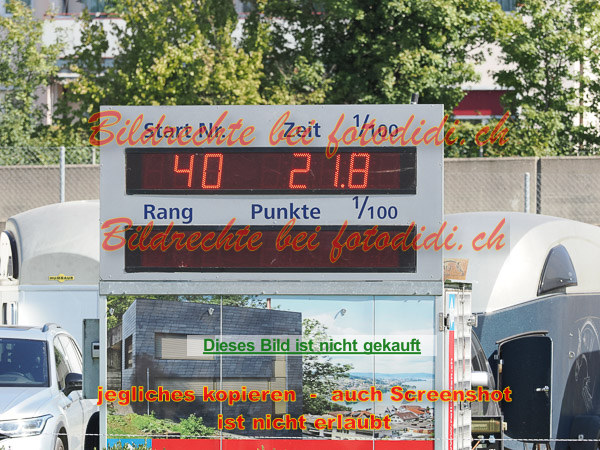 Start Nr. Zeit 1/100
Bildrechte bei fotodidi.ch
40 21.8
Rang Punkte 1/100
Bildrechte bei fotodidi.ch
Dieses Bild ist nicht gekauft
jegliches kopieren - auch Screenshot
ist nicht erlaubt